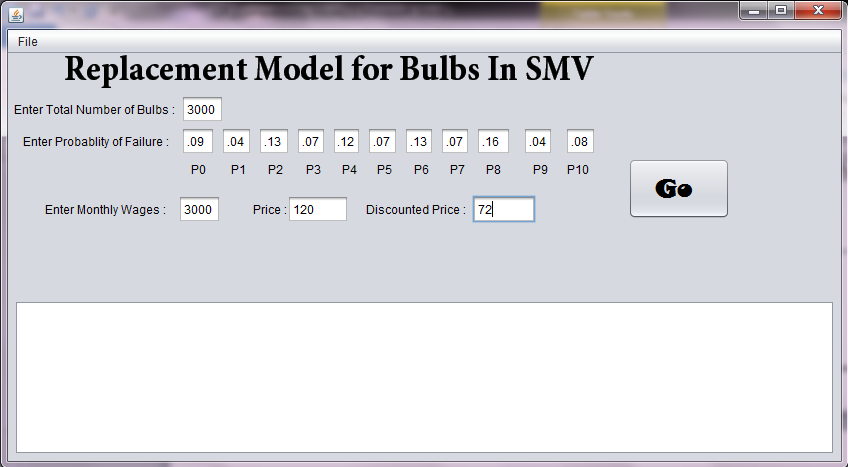 File
Replacement Model for Bulbs In SMV
Enter Total Number of Bulbs : 3000
Enter Probablity of Failure : .09 .04 .13 .07 .12 .07 .13 .07 .16 .04 .08
P0 P1 P2 P3 P4 P5 P6 P7 P8 P9 P10
Go
Enter Monthly Wages : 3000 Price : 120 Discounted Price : 72